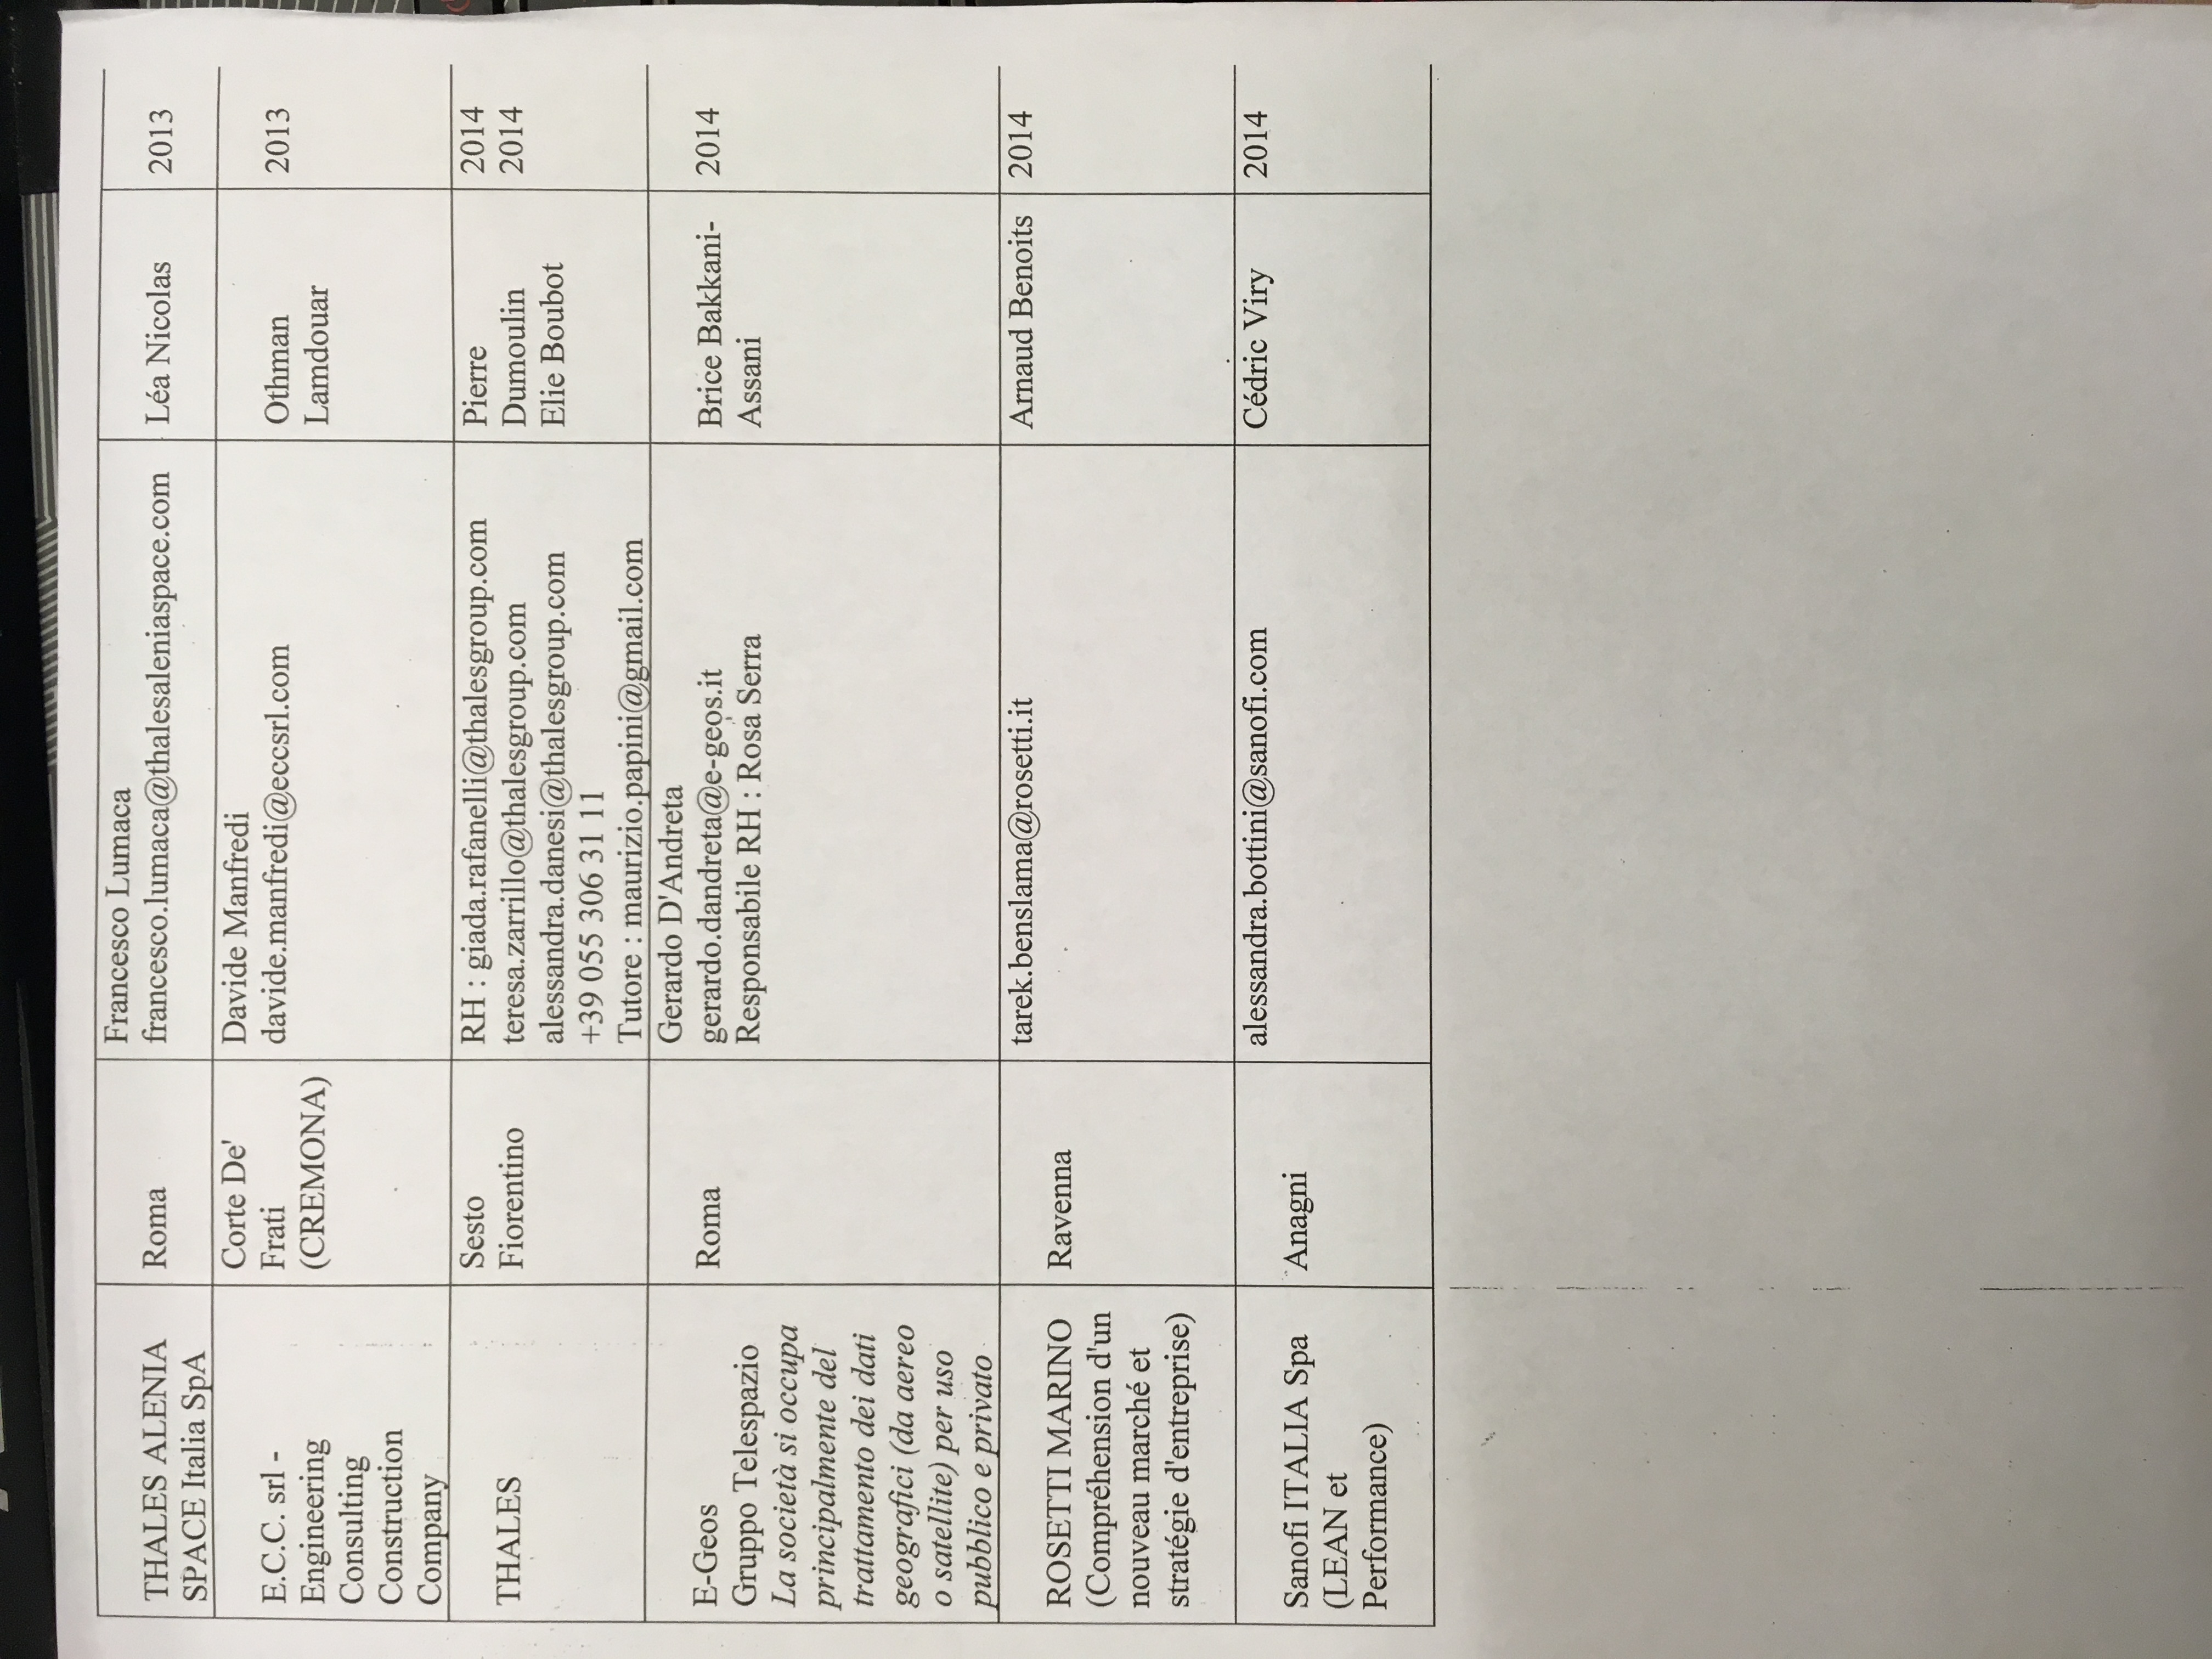 THALES ALENIA
SPACE Italia SpA
Roma
Francesco Lumaca
francesco.lumaca@thalesaleniaspace.com
Léa Nicolas
2013
E.C.C. srl -
Engineering
Consulting
Construction
Company
Corte De'
Frati
(CREMONA)
Davide Manfredi
davide.manfredi@eccsrl.com
Othman
Lamdouar
2013
THALES
Sesto
Fiorentino
RH : giada.rafanelli@thalesgroup.com
teresa.zarrillo@thalesgroup.com
alessandra.danesi@thalesgroup.com
+39 055 306 31 11
Tutore : maurizio.papini@gmail.com
Pierre
Dumoulin
Elie Boubot
2014
2014
E-Geos
Gruppo Telespazio
La società si occupa
principalmente del
trattamento dei dati
geografici (da aereo
o satellite) per uso
pubblico e privato
Roma
Gerardo D'Andreta
gerardo.dandreta@e-geos.it
Responsabile RH : Rosa Serra
Brice Bakkani-
Assani
2014
ROSETTI MARINO
(Compréhension d'un
nouveau marché et
stratégie d'entreprise)
Ravenna
tarek.benslama@rosetti.it
Arnaud Benoits
2014
Sanofi ITALIA Spa
(LEAN et
Performance)
Anagni
alessandra.bottini@sanofi.com
Cédric Viry
2014